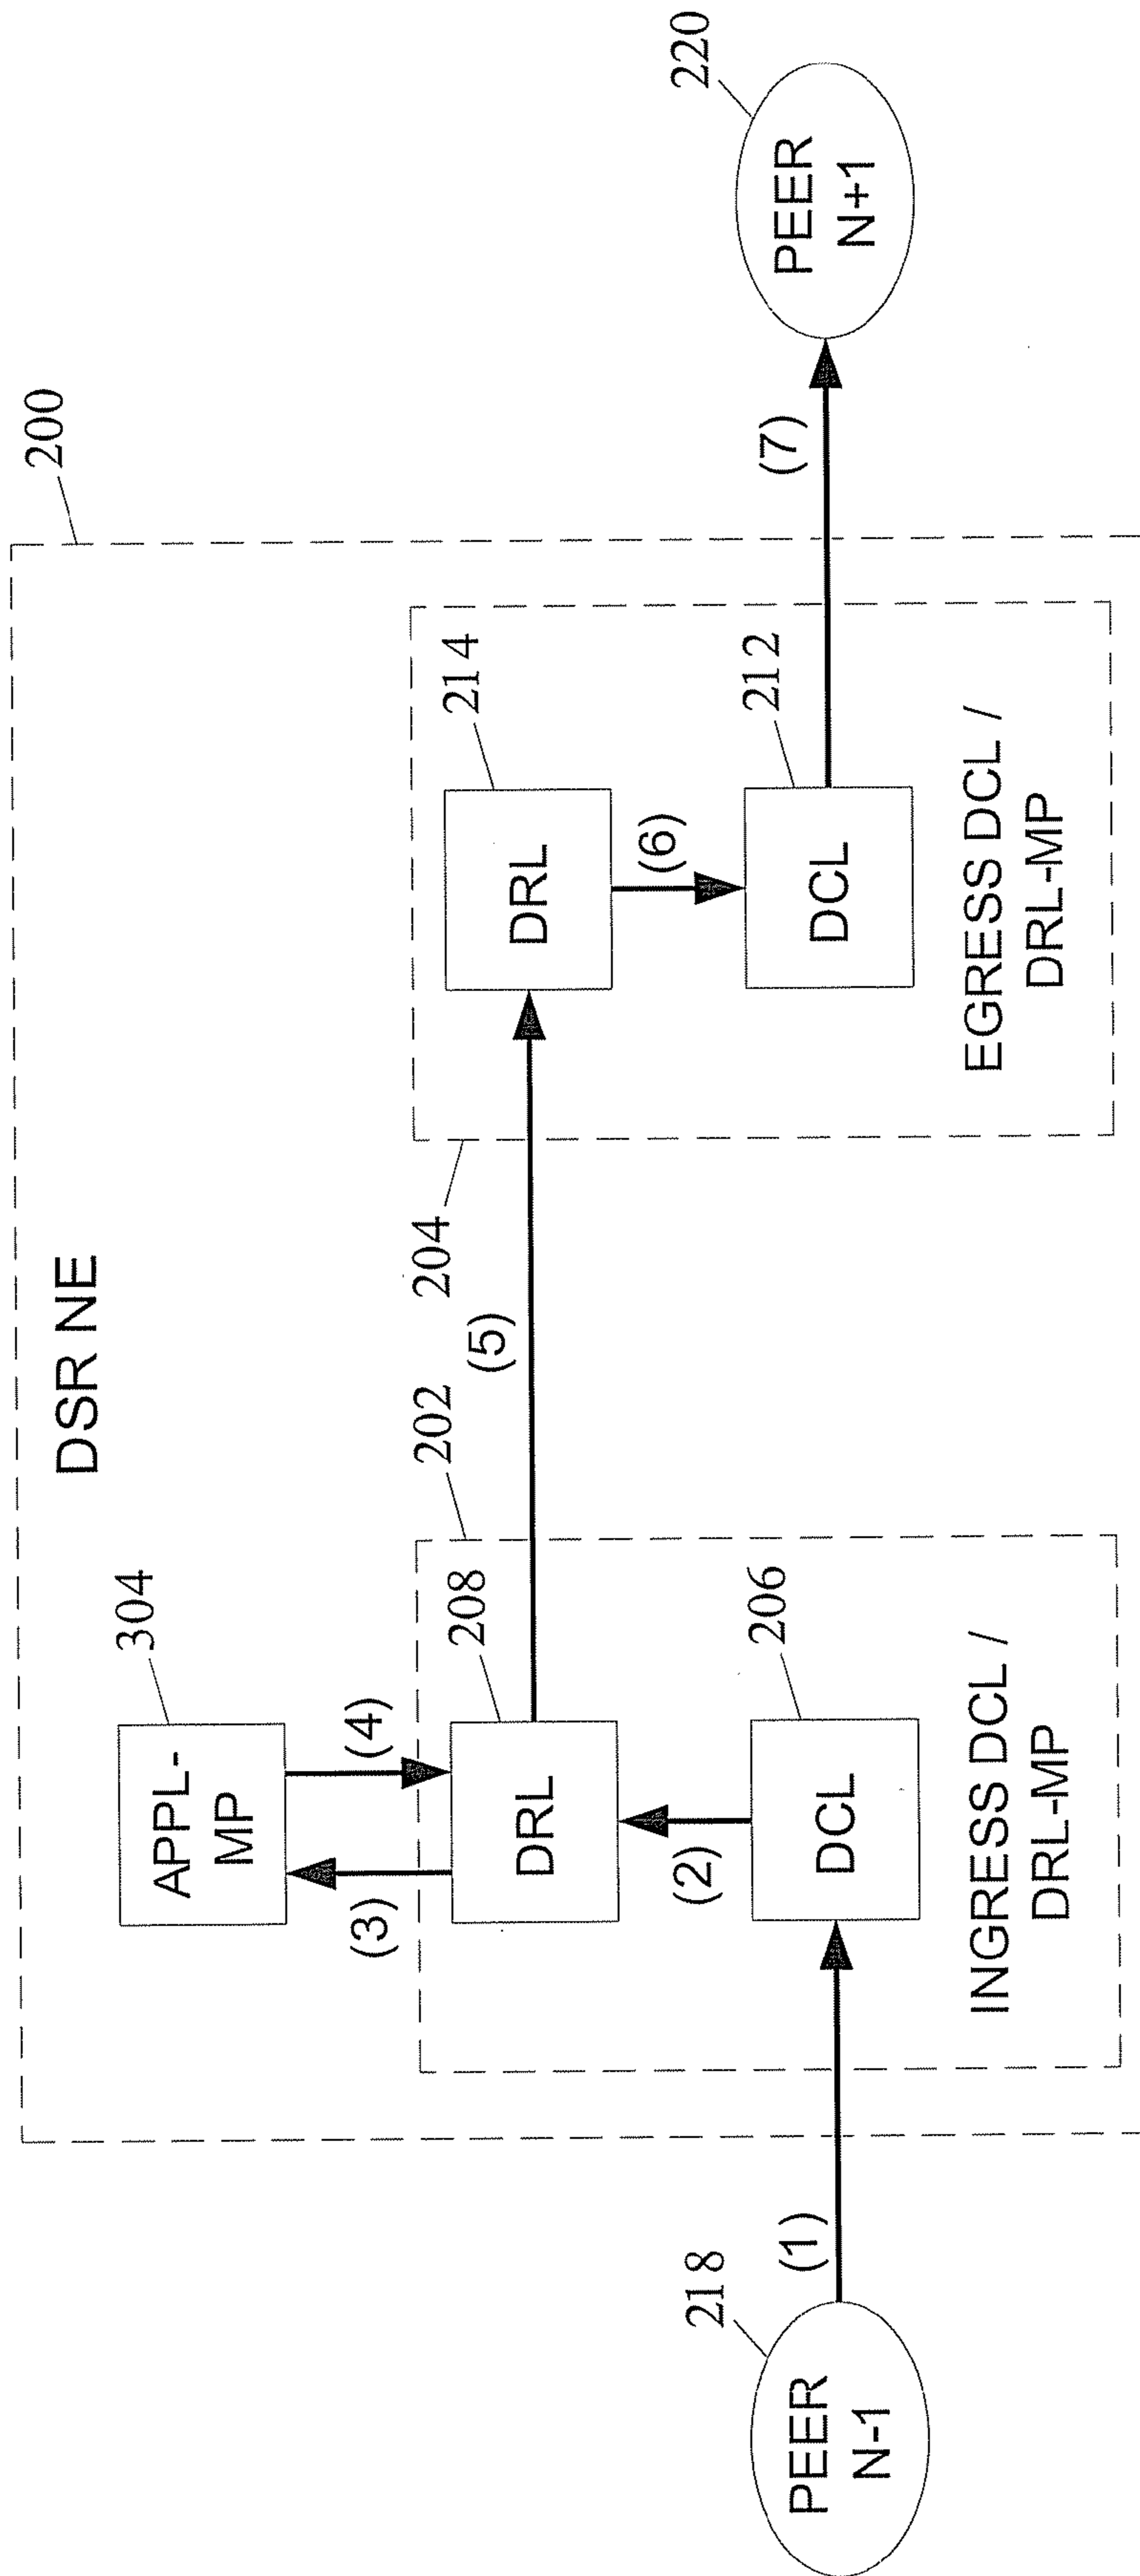 200
DSR NE
304
APPL-
MP
(3)
(4)
202
208
DRL
(2)
206
DCL
INGRESS DCL /
DRL-MP
(5)
204
214
DRL
(6)
212
DCL
EGRESS DCL /
DRL-MP
218
PEER
N-1
(1)
(7)
220
PEER
N+1